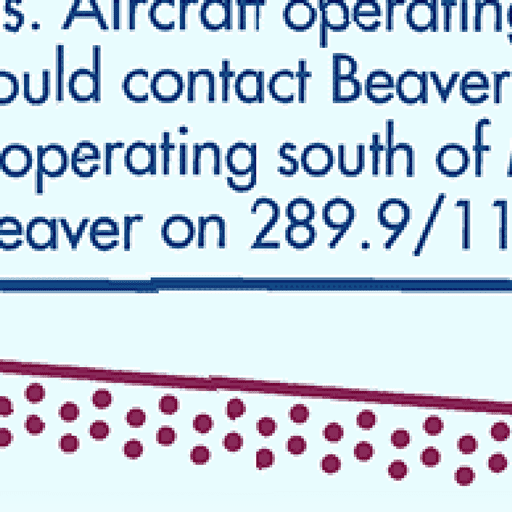 s. Aircraft operating
ould contact Beaver
operating south of
eaver on 289.9/11